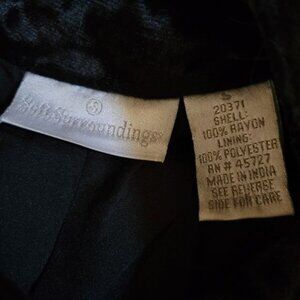 S
Soft Surroundings
S
20371
SHELL:
100% RAYON
LINING:
100% POLYESTER
RN # 45727
MADE IN INDIA
SEE REVERSE
SIDE FOR CARE